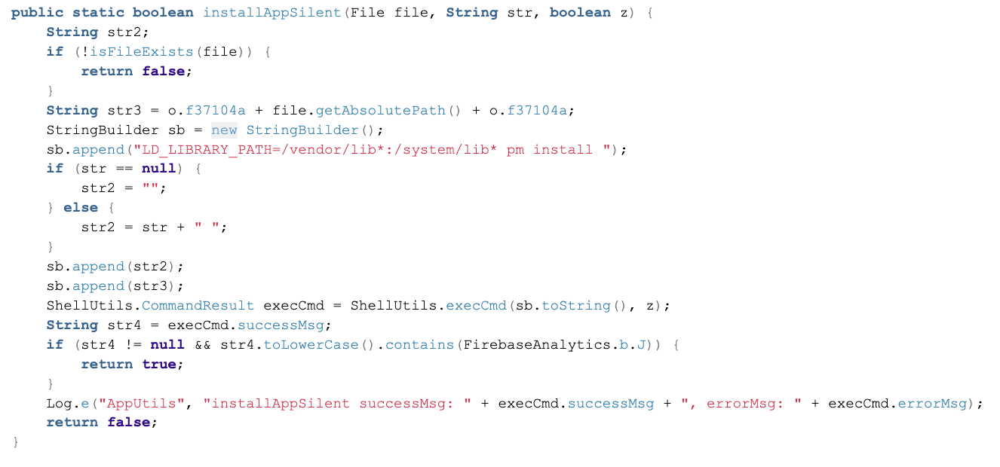 public static boolean installAppSilent(File file, String str, boolean z) {
    String str2;
    if (!isFileExists(file)) {
        return false;
    }
    String str3 = o.f37104a + file.getAbsolutePath() + o.f37104a;
    StringBuilder sb = new StringBuilder();
    sb.append("LD_LIBRARY_PATH=/vendor/lib*:/system/lib* pm install ");
    if (str == null) {
        str2 = "";
    } else {
        str2 = str + " ";
    }
    sb.append(str2);
    sb.append(str3);
    ShellUtils.CommandResult execCmd = ShellUtils.execCmd(sb.toString(), z);
    String str4 = execCmd.successMsg;
    if (str4 != null && str4.toLowerCase().contains(FirebaseAnalytics.b.J)) {
        return true;
    }
    Log.e("AppUtils", "installAppSilent successMsg: " + execCmd.successMsg + ", errorMsg: " + execCmd.errorMsg);
    return false;
}